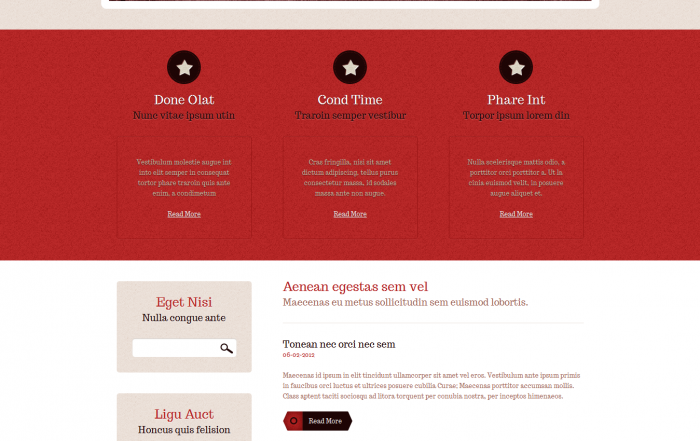 Done Olat
Nunc vitae ipsum utin
Vestibulum molestie augue int
into elit semper in consequat
tortor phare traroin quis ante
enim, a condimetum
Read More
Cond Time
Traroin semper vestibur
Cras fringilla, nisi sit amet
dictum adipiscing, tellus purus
consectetur massa, id sodales
massa ante non augue.
Read More
Phare Int
Torpor ipsum lorem din
Nulla scelerisque mattis odio, a
porttitor orci porttitor a. Ut la
cinia euismod velit, in posuere
augue aliquet et.
Read More
Eget Nisi
Nulla congue ante
Ligu Auct
Honcus quis felision
Aenean egestas sem vel
Maecenas eu metus sollicitudin sem euismod lobortis.
Tonean nec orci nec sem
06-02-2012
Maecenas id ipsum in elit tincidunt ullamcorper sit amet vel eros. Vestibulum ante ipsum primis
in faucibus orci luctus et ultrices posuere cubilia Curae; Maecenas porttitor accumsan mollis.
Class aptent taciti sociosqu ad litora torquent per conubia nostra, per inceptos himenaeos.
Read More